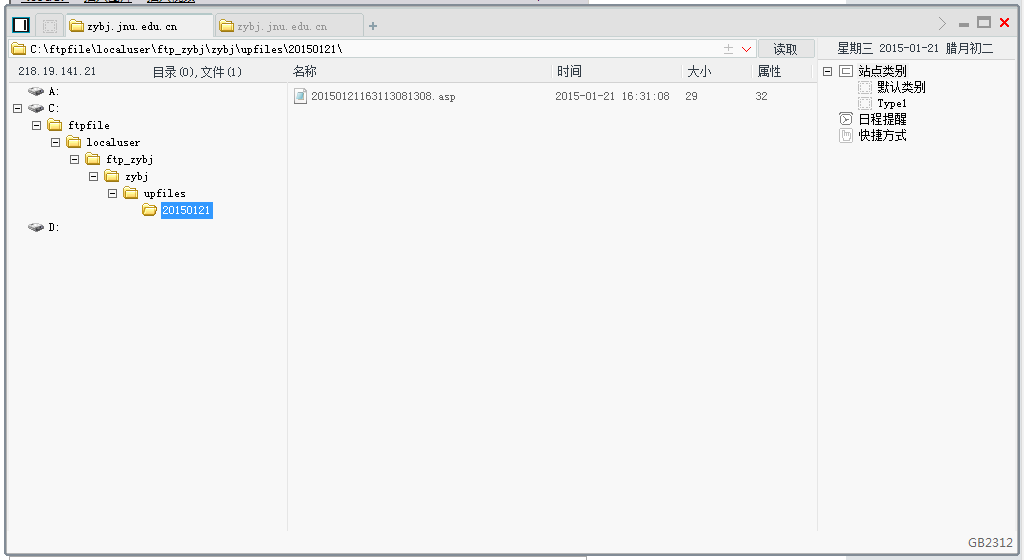 zybj.jnu.edu.cn
zybj.jnu.edu.cn
+
C:\ftpfile\localuser\ftp_zybj\zybj\upfiles\20150121\
读取
星期三 2015-01-21 腊月初二
218.19.141.21
目录(0),文件(1)
名称 时间 大小 属性
A:
C:
ftpfile
localuser
ftp_zybj
zybj
upfiles
20150121
D:
20150121163113081308.asp 2015-01-21 16:31:08 29 32
站点类别
默认类别
Type1
日程提醒
快捷方式
GB2312